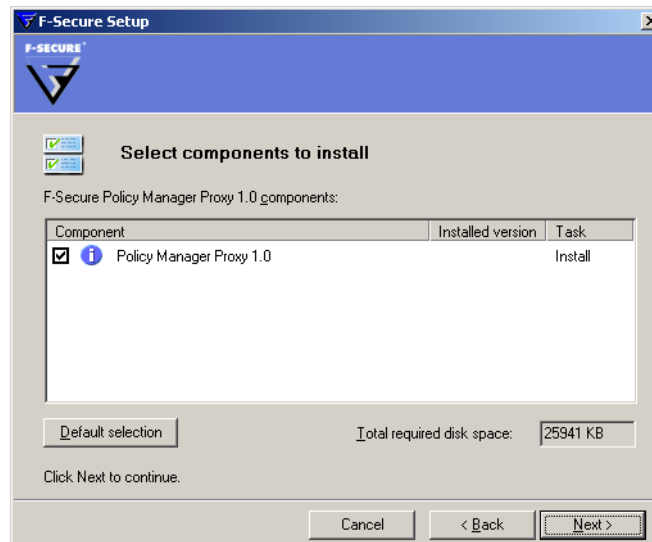 F-Secure Setup
F-SECURE®
Select components to install
F-Secure Policy Manager Proxy 1.0 components:
Component Installed version Task
Policy Manager Proxy 1.0 Install
Default selection Total required disk space: 25941 KB
Click Next to continue.
Cancel < Back Next >